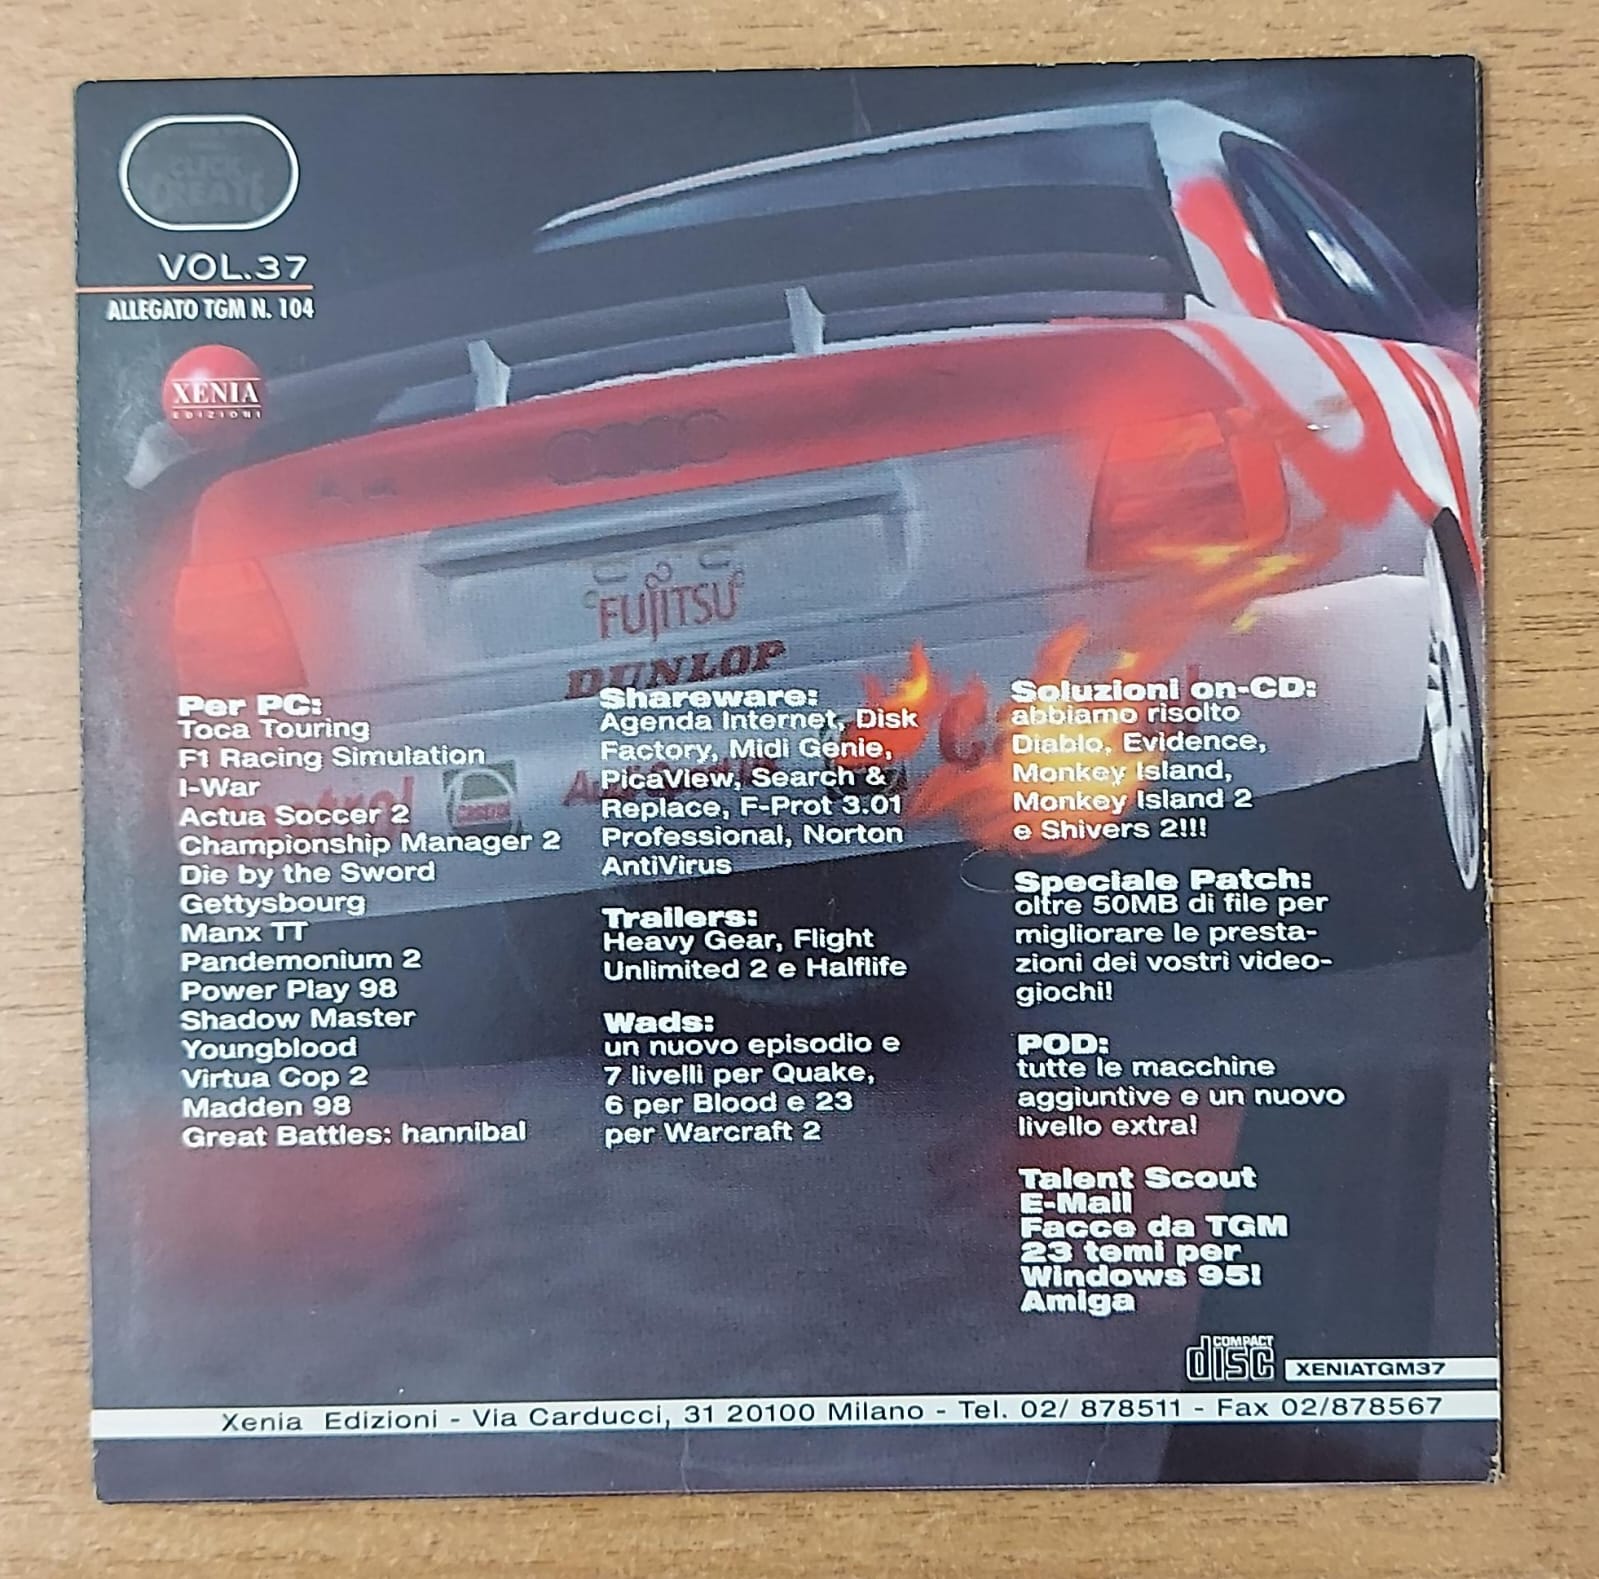 CLICK
CREATE
VOL.37
ALLEGATO TGM N. 104
XENIA
EDIZIONI
FUJITSU
DUNLOP
Per PC:
Toca Touring
F1 Racing Simulation
I-War
Actua Soccer 2
Championship Manager 2
Die by the Sword
Gettysbourg
Manx TT
Pandemonium 2
Power Play 98
Shadow Master
Youngblood
Virtua Cop 2
Madden 98
Great Battles: hannibal
Shareware:
Agenda Internet, Disk
Factory, Midi Genie,
PicaView, Search &
Replace, F-Prot 3.01
Professional, Norton
AntiVirus
Trailers:
Heavy Gear, Flight
Unlimited 2 e Halflife
Wads:
un nuovo episodio e
7 livelli per Quake,
6 per Blood e 23
per Warcraft 2
Soluzioni on-CD:
abbiamo risolto
Diablo, Evidence,
Monkey Island,
Monkey Island 2
e Shivers 2!!!
Speciale Patch:
oltre 50MB di file per
migliorare le presta-
zioni dei vostri video-
giochi!
POD:
tutte le macchine
aggiuntive e un nuovo
livello extra!
Talent Scout
E-Mail
Facce da TGM
23 temi per
Windows 95!
Amiga
COMPACT
disc
XENIATGM37
Xenia Edizioni - Via Carducci, 31 20100 Milano - Tel. 02/ 878511 - Fax 02/878567